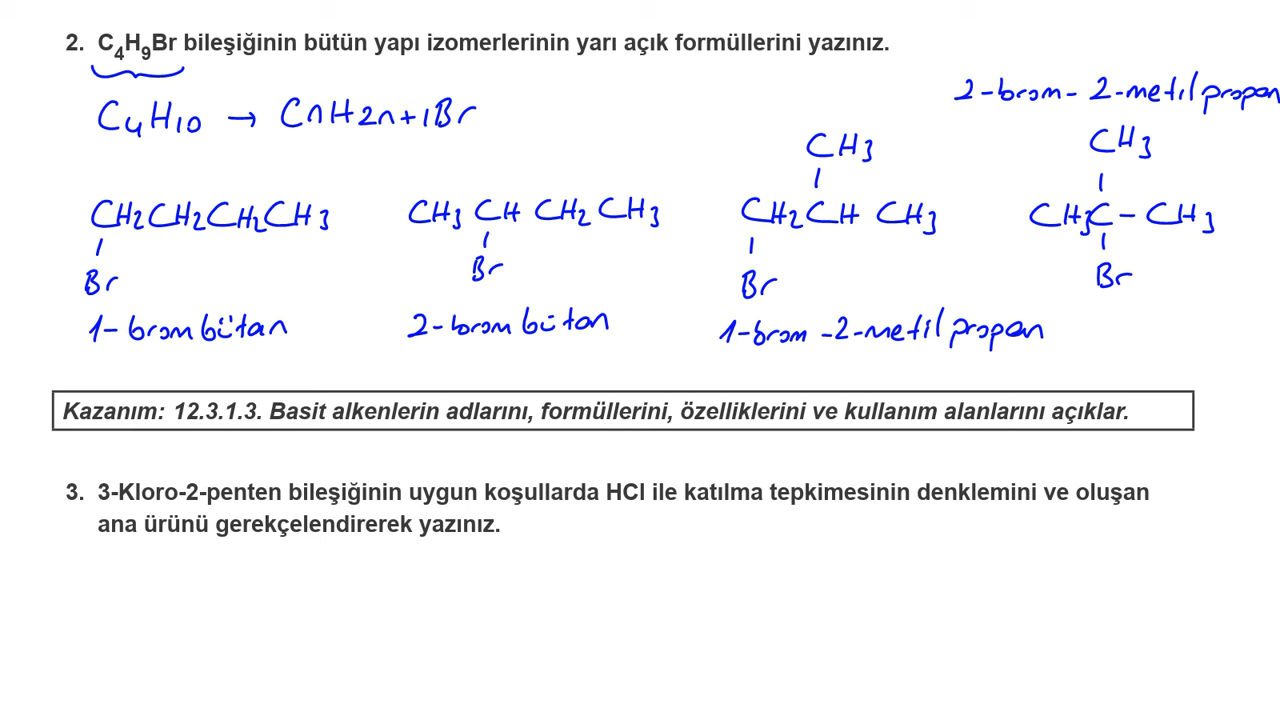 2. C4H9Br bileşiğinin bütün yapı izomerlerinin yarı açık formüllerini yazınız.
C4H10 → CnH2n+1Br
2-brom-2-metilpropan
CH3
CH3
CH2CH2CH2CH3
CH3 CH CH2 CH3
CH2CH CH3
CH3C-CH3
Br
Br
Br
Br
1-brombütan
2-brombütan
1-brom-2-metilpropan
Kazanım: 12.3.1.3. Basit alkenlerin adlarını, formüllerini, özelliklerini ve kullanım alanlarını açıklar.
3. 3-Kloro-2-penten bileşiğinin uygun koşullarda HCl ile katılma tepkimesinin denklemini ve oluşan
ana ürünü gerekçelendirerek yazınız.